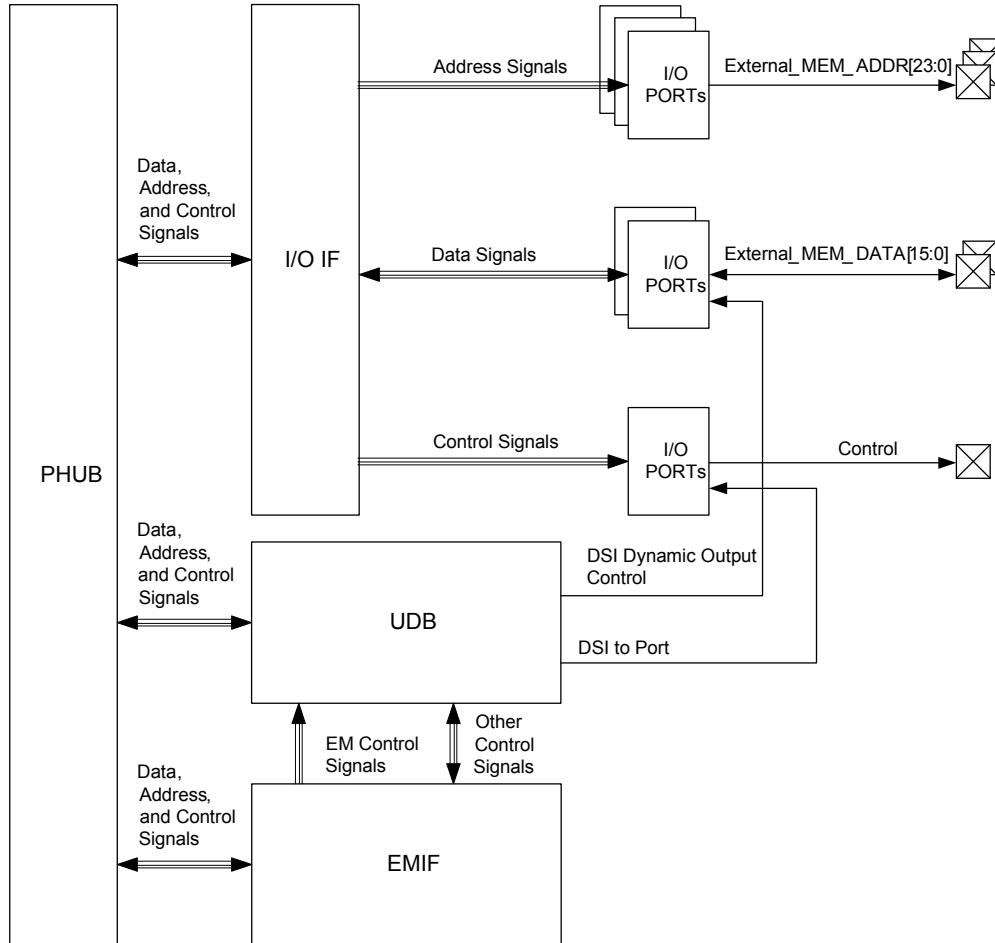 Address Signals
I/O
PORTs
External_MEM_ADDR[23:0]
Data,
Address,
and Control
Signals
I/O IF
Data Signals
I/O
PORTs
External_MEM_DATA[15:0]
PHUB
Control Signals
I/O
PORTs
Control
Data,
Address,
and Control
Signals
UDB
DSI Dynamic Output
Control
DSI to Port
EM Control
Signals
Other
Control
Signals
Data,
Address,
and Control
Signals
EMIF